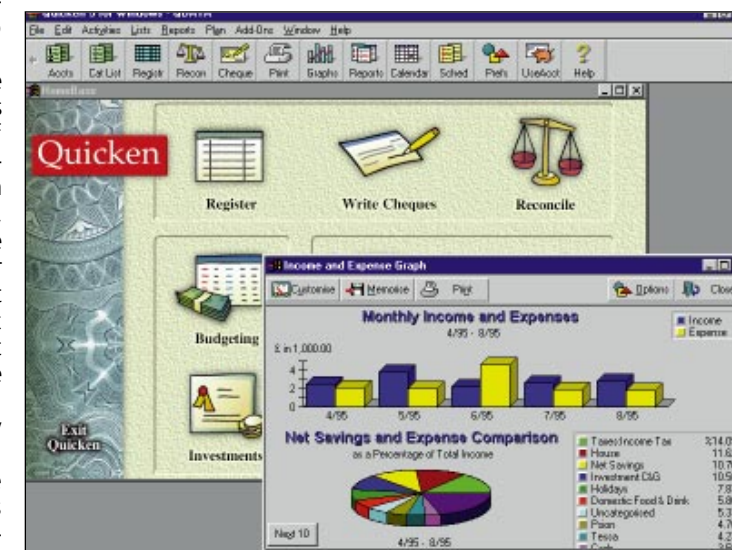 Quicken 5 for Windows - QDATA
File Edit Activities Lists Reports Plan Add-Ons Window Help
Accts Cat List Registr Recon Cheque Print Graphs Reports Calendar Sched Prefs UseAcct Help
HomeBase
Quicken
Register Write Cheques Reconcile
Budgeting
Investments
Exit
Quicken
Income and Expense Graph
Customise Memorise Print Options Close
Monthly Income and Expenses
4/95 - 8/95
£ in 1,000.00
Income
Expense
4
2
0
4/95 5/95 6/95 7/95 8/95
Net Savings and Expense Comparison
as a Percentage of Total Income
Taxes:Income Tax
House
Net Savings
Investment C&G
Holidays
Domestic Food & Drink
Uncategorised
Psion
Tessa
Next 10
4/95 - 8/95